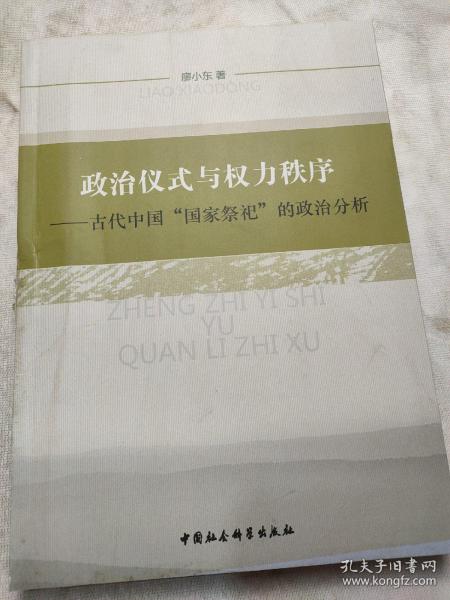 廖小东 著
LIAO XIAODONG
政治仪式与权力秩序
——古代中国“国家祭祀”的政治分析
ZHENG ZHI YI SHI
YU
QUAN LI ZHI XU
中国社会科学出版社
孔夫子旧书网
www.kongfz.com